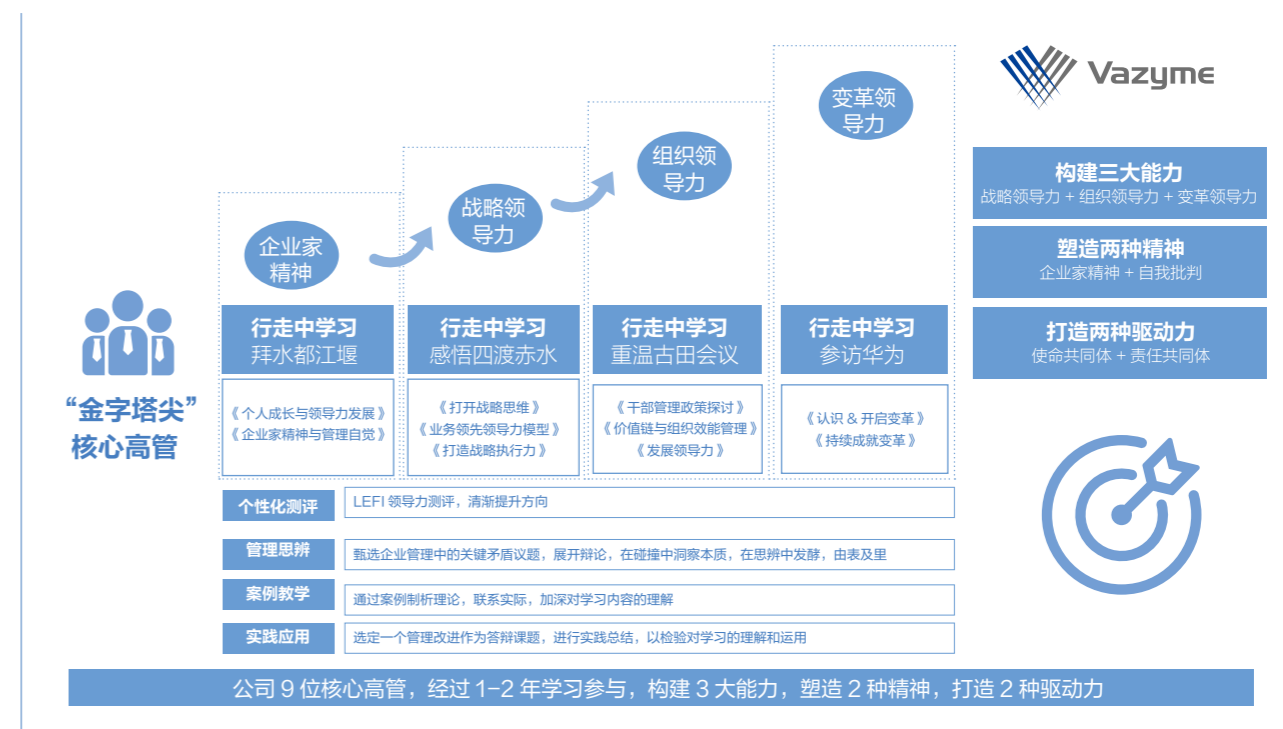 Vazyme
变革领
导力
组织领
导力
战略领
导力
企业家
精神
构建三大能力
战略领导力 + 组织领导力 + 变革领导力
塑造两种精神
企业家精神 + 自我批判
打造两种驱动力
使命共同体 + 责任共同体
“金字塔尖”
核心高管
行走中学习
拜水都江堰
行走中学习
感悟四渡赤水
行走中学习
重温古田会议
行走中学习
参访华为
《个人成长与领导力发展》
《企业家精神与管理自觉》
《打开战略思维》
《业务领先领导力模型》
《打造战略执行力》
《干部管理政策探讨》
《价值链与组织效能管理》
《发展领导力》
《认识 & 开启变革》
《持续成就变革》
个性化测评
LEFI 领导力测评，清渐提升方向
管理思辨
甄选企业管理中的关键矛盾议题，展开辩论，在碰撞中洞察本质，在思辨中发酵，由表及里
案例教学
通过案例制析理论，联系实际，加深对学习内容的理解
实践应用
选定一个管理改进作为答辩课题，进行实践总结，以检验对学习的理解和运用
公司 9 位核心高管，经过 1-2 年学习参与，构建 3 大能力，塑造 2 种精神，打造 2 种驱动力